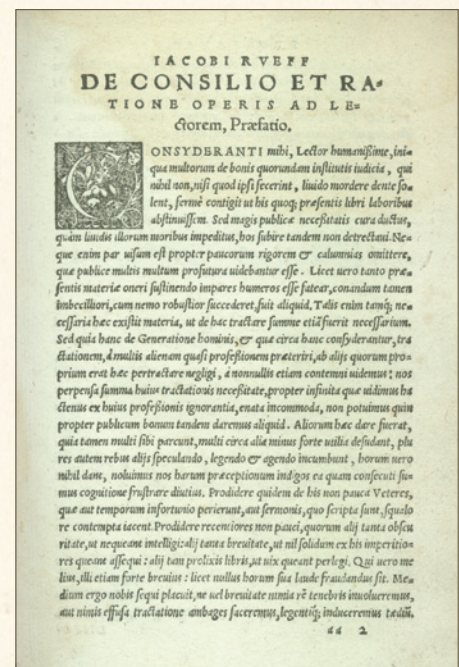 IACOBI RVEFF
DE CONSILIO ET RA=
TIONE OPERIS AD LE=
ctorem, Præfatio.
CONSYDERANTI mihi, Lector humanißime, ini=
qua multorum de bonis quorundam institutis iudicia, qui
nihil non, nisi quod ipsi fecerint, liuido mordere dente so=
lent, fermè contigit ut his quoq; præsentis libri laboribus
abstinuissem. Sed magis publicæ neceßitatis cura ductus,
quàm liuidis illorum moribus impeditus, hos subire tandem non detrectaui. Ne=
que enim par uisum est propter paucorum rigorem & calumnias omittere,
quæ publicè multis multum profutura uidebantur esse. Licet uero tanto præ=
sentis materiæ oneri sustinendo impares humeros esse fatear, conandum tamen
imbecilliori, cum nemo robustior succederet, fuit aliquid. Talis enim tamq; ne=
cessaria hæc existit materia, ut de hac tractare summe etiã fuerit necessarium.
Sed quia hanc de Generatione hominis, & quæ circa hanc consyderantur, tra
ctationem, à multis alienam quasi profeßionem præteriri, ab alijs quorum pro=
prium erat hæc pertractare negligi, à nonnullis etiam contemni uidemus: nos
perpensa summa huius tractationis necesitate, propter infinita quæ uidimus ha
ctenus ex huius profeßionis ignorantia, enata incommoda, non potuimus quin
propter publicum bonum tandem daremus aliquid. Aliorum hæc dare fuerat,
quia tamen multi sibi parcunt, multi circa alia minus forte utilia desudant, plu
res autem rebus alijs speculando, legendo & agendo incumbunt, horum uero
nihil dant, noluimus nos harum præceptionum indigos ea quam consecuti su=
mus cognitione frustrare diutius. Prodidere quidem de his non pauca Veteres,
quæ aut temporum infortunio perierunt, aut sermonis, quo scripta sunt, squalo
re contempta iacent. Prodidere recentiores non pauci, quorum alij tanta obscu
ritate, ut nequeant intelligi: alij tanta breuitate, ut nil solidum ex his imperitio=
res queant assequi: alij tam prolixis libris, ut uix queant perlegi. Qui uero me
lius, illi etiam forte breuius: licet nullus horum sua laude fraudandus sit. Me=
dium ergo nobis sequi placuit, ne uel breuitate nimia rē tenebris inuolueremus,
aut nimis effusa tractatione ambages faceremus, legentiq; induceremus tædiũ.
aa 2